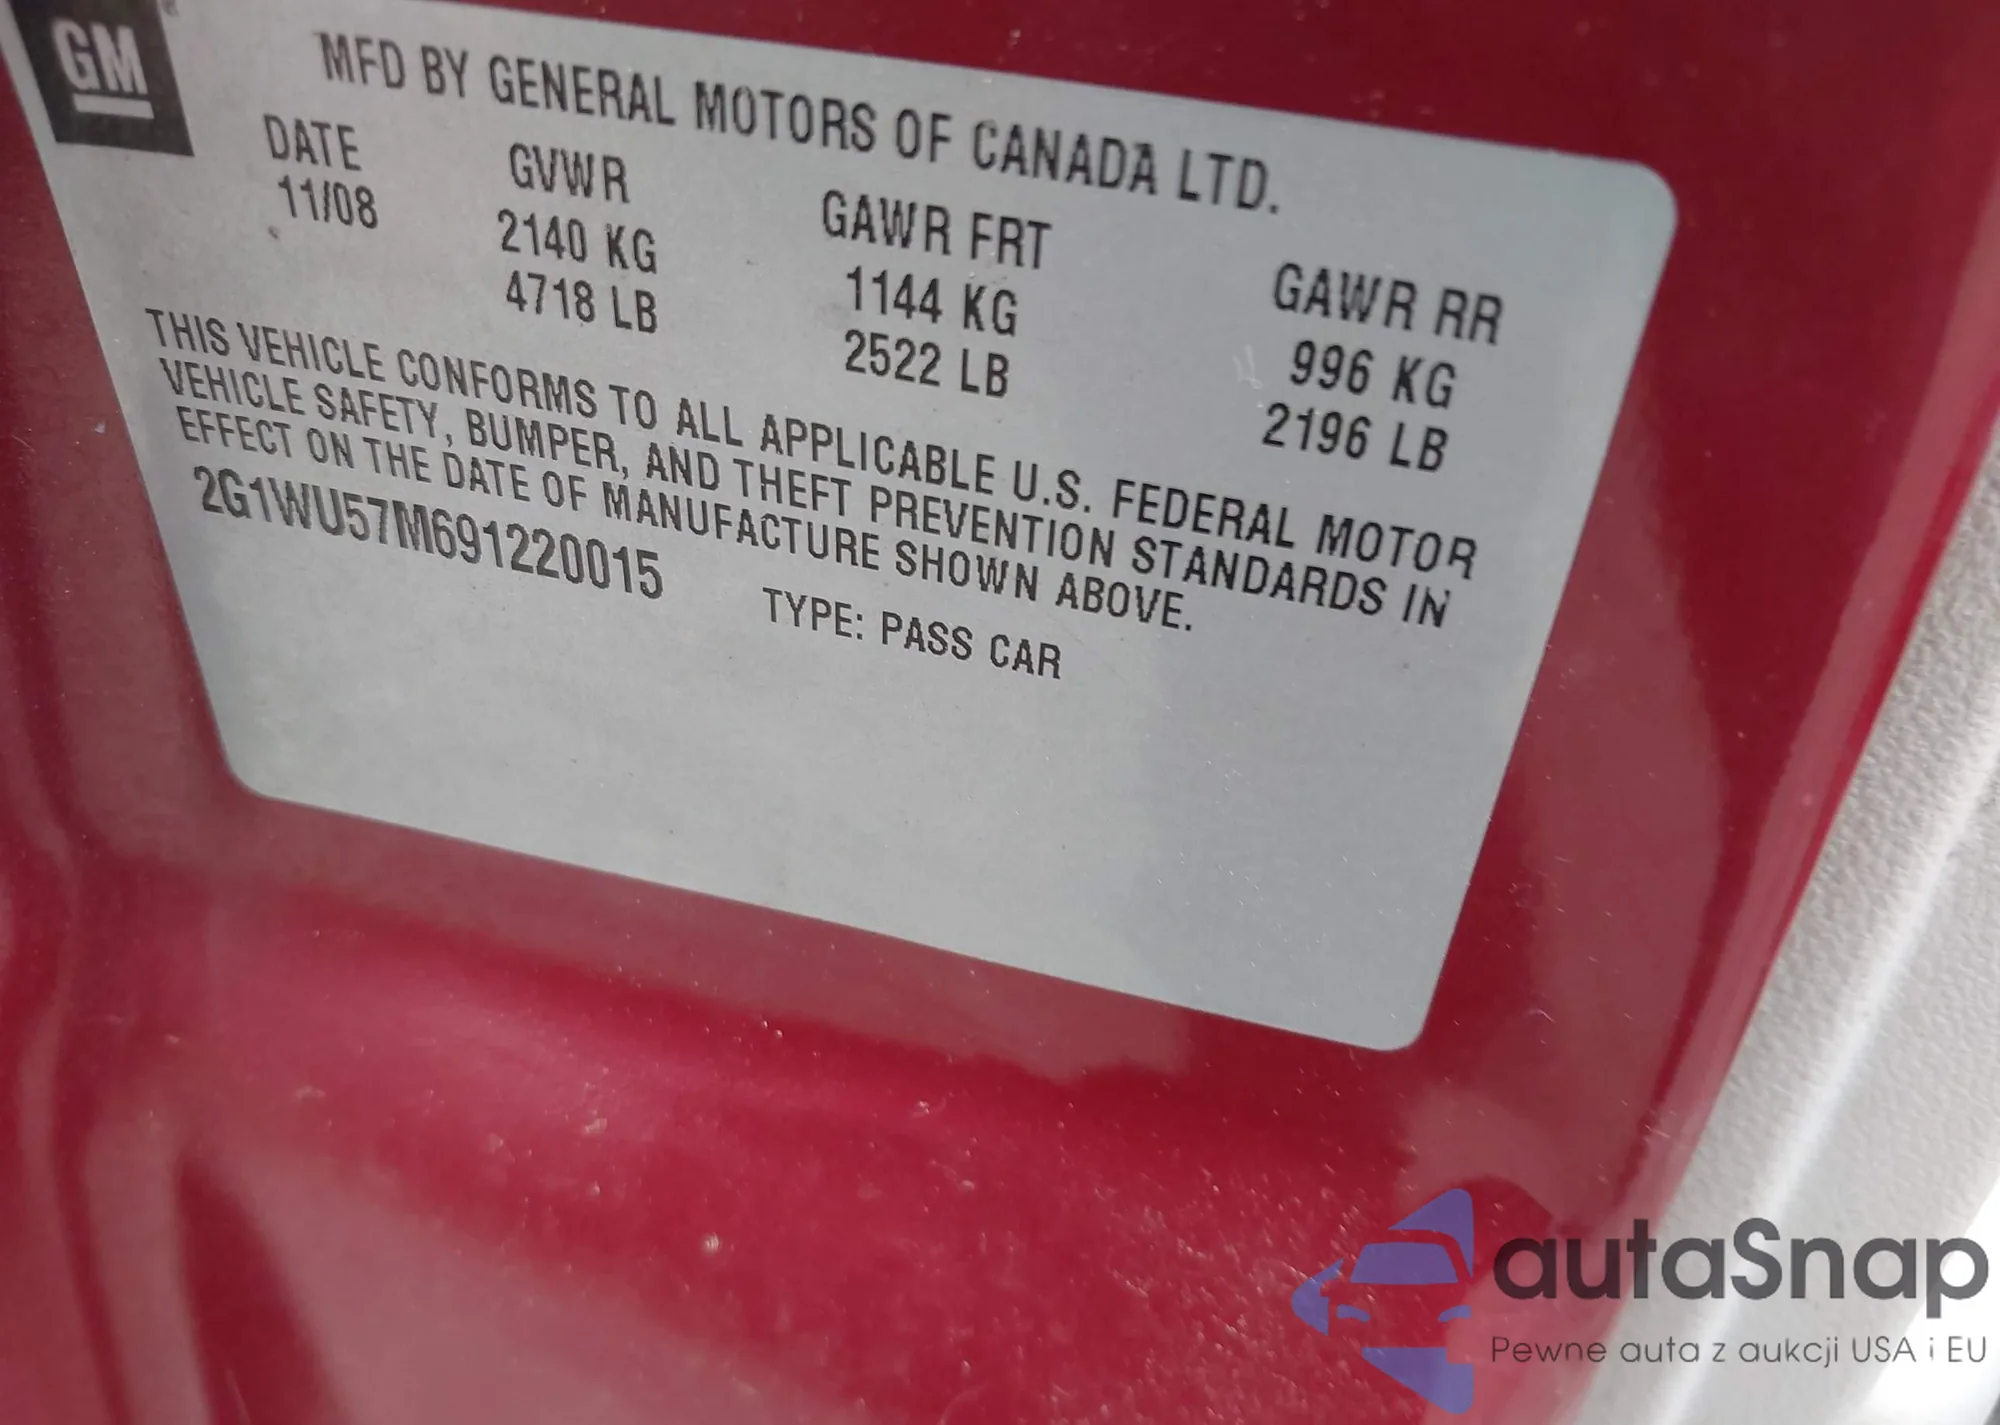 GM
MFD BY GENERAL MOTORS OF CANADA LTD.
DATE GVWR GAWR FRT GAWR RR
11/08 2140 KG 1144 KG 996 KG
4718 LB 2522 LB 2196 LB
THIS VEHICLE CONFORMS TO ALL APPLICABLE U.S. FEDERAL MOTOR
VEHICLE SAFETY, BUMPER, AND THEFT PREVENTION STANDARDS IN
EFFECT ON THE DATE OF MANUFACTURE SHOWN ABOVE.
2G1WU57M691220015 TYPE: PASS CAR
autaSnap
Pewne auta z aukcji USA i EU